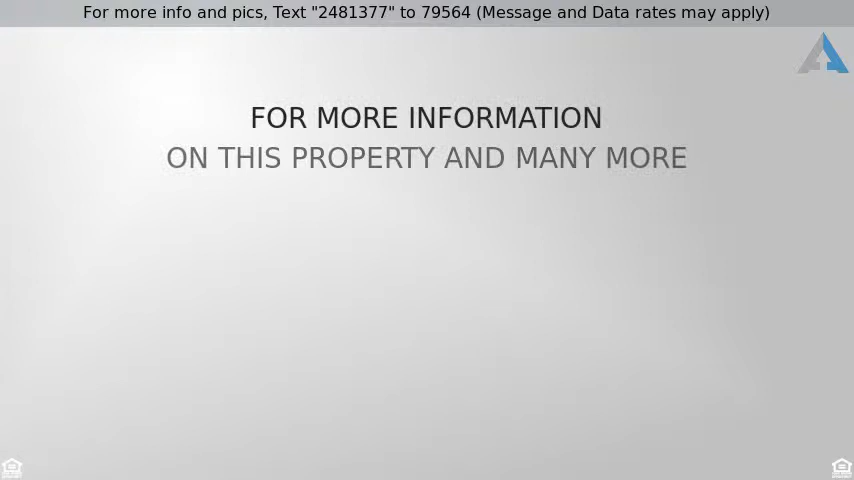 For more info and pics, Text "2481377" to 79564 (Message and Data rates may apply)
FOR MORE INFORMATION
ON THIS PROPERTY AND MANY MORE